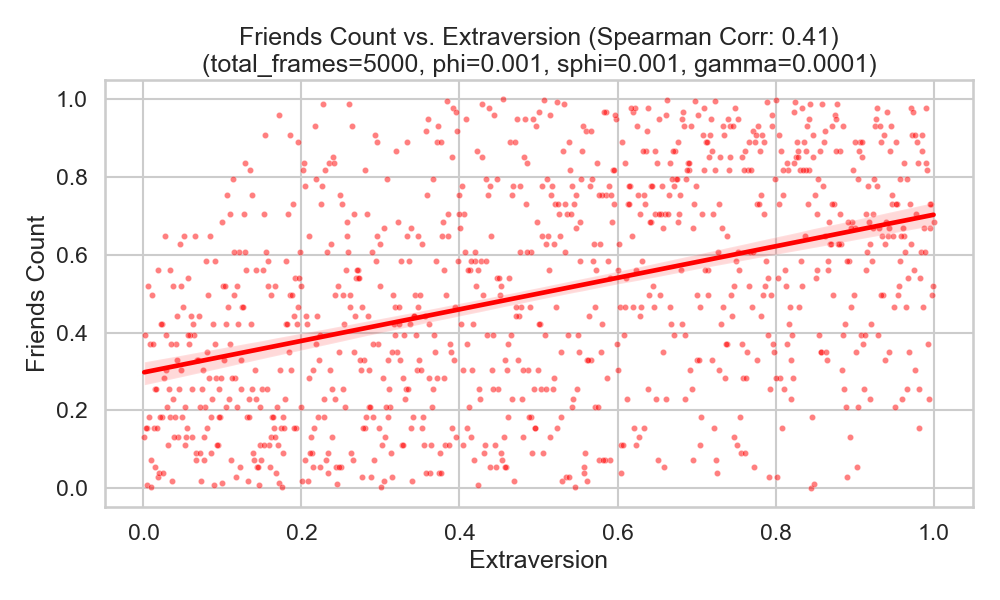 Friends Count vs. Extraversion (Spearman Corr: 0.41)
(total_frames=5000, phi=0.001, sphi=0.001, gamma=0.0001)
1.0
0.8
0.6
0.4
0.2
0.0
Friends Count
0.0 0.2 0.4 0.6 0.8 1.0
Extraversion